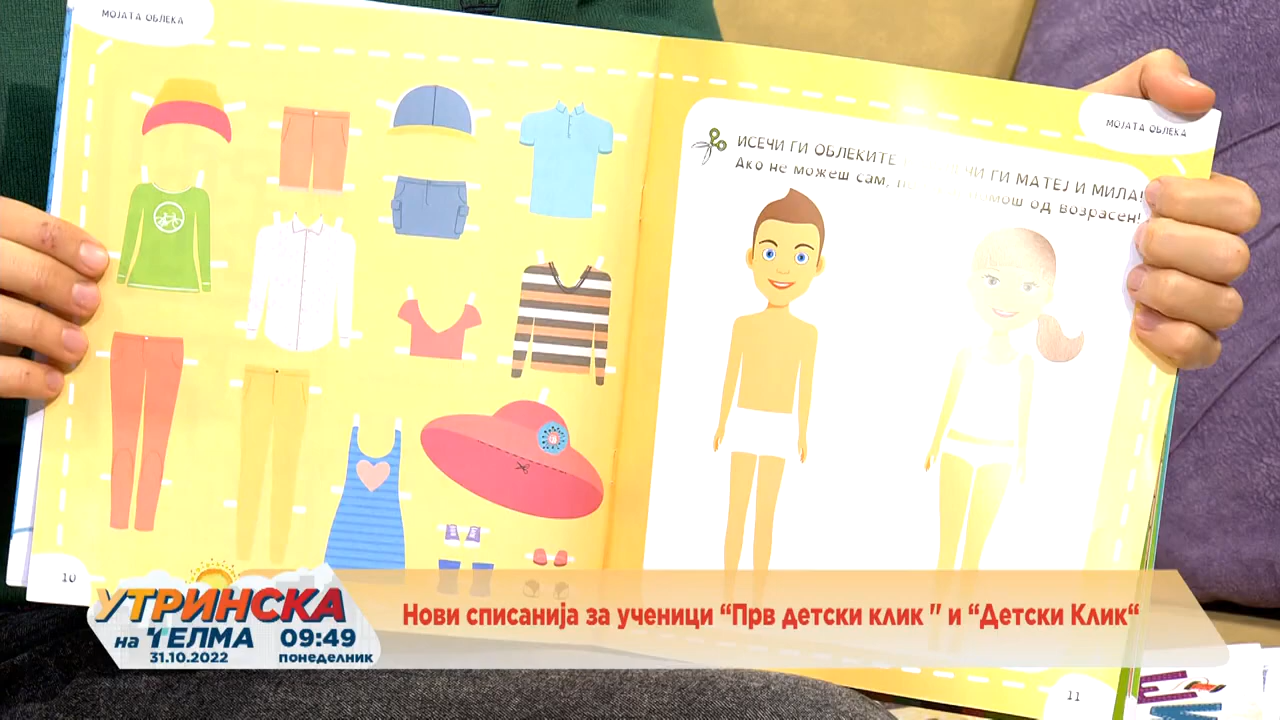 МОЈАТА ОБЛЕКА
МОЈАТА ОБЛЕКА
ИСЕЧИ ГИ ОБЛЕКИТЕ ГИ МАТЕЈ И МИЛА!
Ако не можеш сам, од возрасен!
10
11
УТРИНСКА
на ТЕЛМА
09:49
31.10.2022
понеделник
Нови списанија за ученици “Прв детски клик " и “Детски Клик“